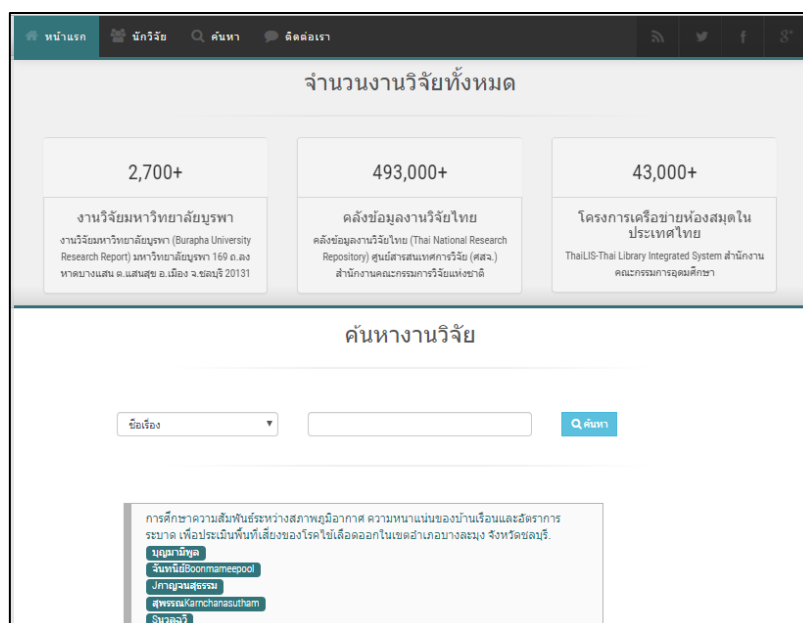 หน้าแรก นักวิจัย ค้นหา ติดต่อเรา
จำนวนงานวิจัยทั้งหมด
2,700+
งานวิจัยมหาวิทยาลัยบูรพา
งานวิจัยมหาวิทยาลัยบูรพา (Burapha University
Research Report) มหาวิทยาลัยบูรพา 169 ถ.ลง
หาดบางแสน ต.แสนสุข อ.เมือง จ.ชลบุรี 20131
493,000+
คลังข้อมูลงานวิจัยไทย
คลังข้อมูลงานวิจัยไทย (Thai National Research
Repository) ศูนย์สารสนเทศการวิจัย (ศสจ.)
สำนักงานคณะกรรมการวิจัยแห่งชาติ
43,000+
โครงการเครือข่ายห้องสมุดใน
ประเทศไทย
ThaiLIS-Thai Library Integrated System สำนักงาน
คณะกรรมการอุดมศึกษา
ค้นหางานวิจัย
ชื่อเรื่อง
ค้นหา
การศึกษาความสัมพันธ์ระหว่างสภาพภูมิอากาศ ความหนาแน่นของบ้านเรือนและอัตราการ
ระบาด เพื่อประเมินพื้นที่เสี่ยงของโรคไข้เลือดออกในเขตอำเภอบางละมุง จังหวัดชลบุรี.
บุญมามีพูล
จันทนีย์Boonmameepool
Jกาญจนสุธรรม
สุพรรณKarnchanasutham